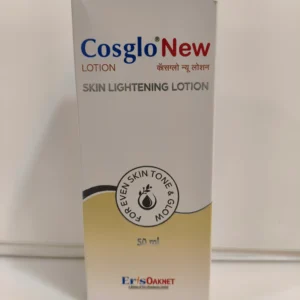 Cosglo® New
LOTION कॅासग्लो न्यू लोशन
SKIN LIGHTENING LOTION
FOR EVEN SKIN TONE & GLOW
50 ml
Eris OAKNET